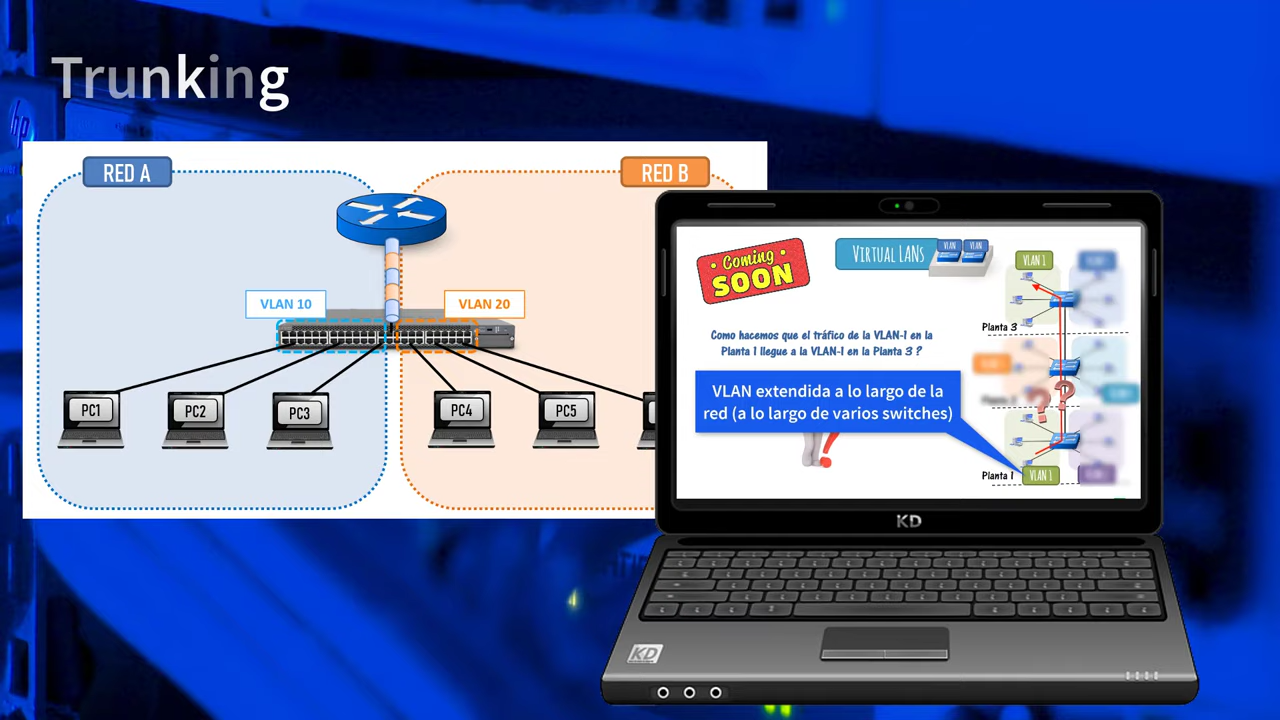 Trunking
hp
RED A
RED B
VLAN 10
VLAN 20
PC1
PC2
PC3
PC4
PC5
Coming
SOON
VIRTUAL LANs
VLAN
VLAN
VLAN 1
Planta 3
Como hacemos que el tráfico de la VLAN-1 en la
Planta 1 llegue a la VLAN-1 en la Planta 3 ?
VLAN extendida a lo largo de la
red (a lo largo de varios switches)
? ?
Planta 1
VLAN 1
KD
KD